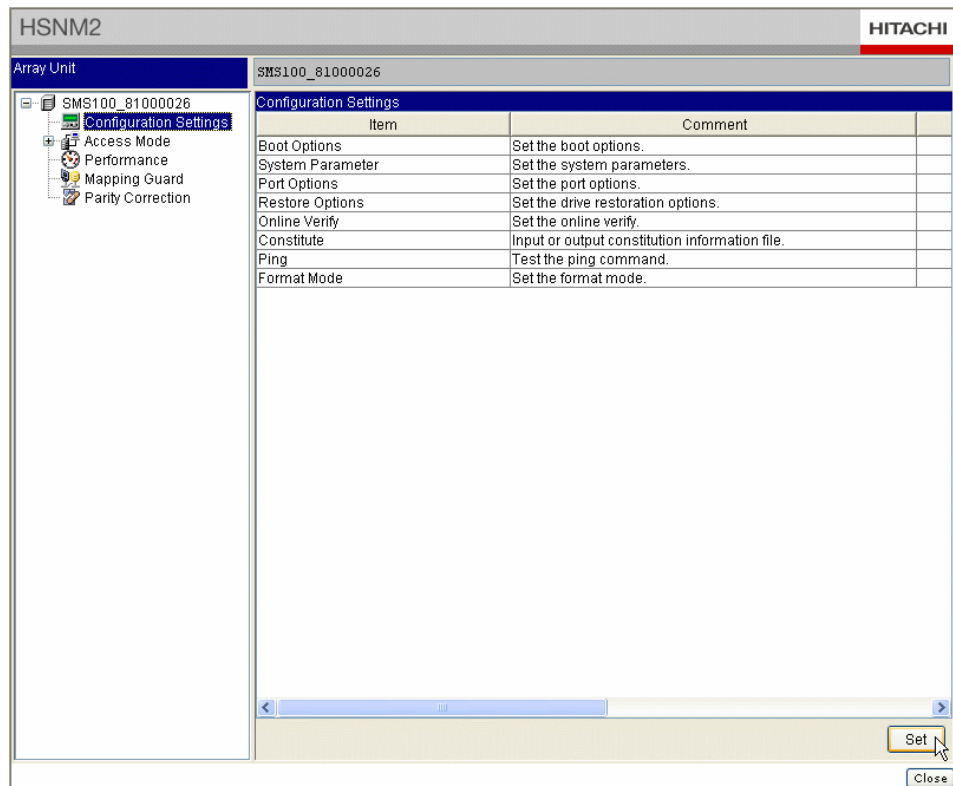 HSNM2
HITACHI
Array Unit
SMS100_81000026
SMS100_81000026
Configuration Settings
Access Mode
Performance
Mapping Guard
Parity Correction
Configuration Settings
Item Comment
Boot Options Set the boot options.
System Parameter Set the system parameters.
Port Options Set the port options.
Restore Options Set the drive restoration options.
Online Verify Set the online verify.
Constitute Input or output constitution information file.
Ping Test the ping command.
Format Mode Set the format mode.
Set
Close